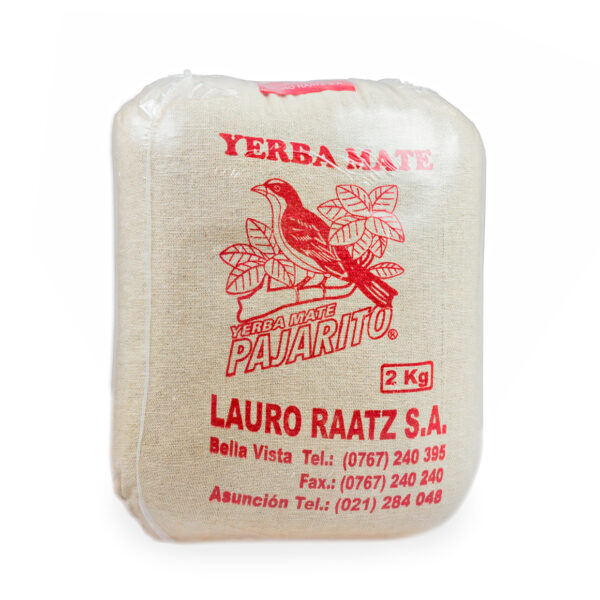 YERBA MATE
YERBA MATE
PAJARITO®
2 Kg
LAURO RAATZ S.A.
Bella Vista Tel.: (0767) 240 395
Fax.: (0767) 240 240
Asunción Tel.: (021) 284 048